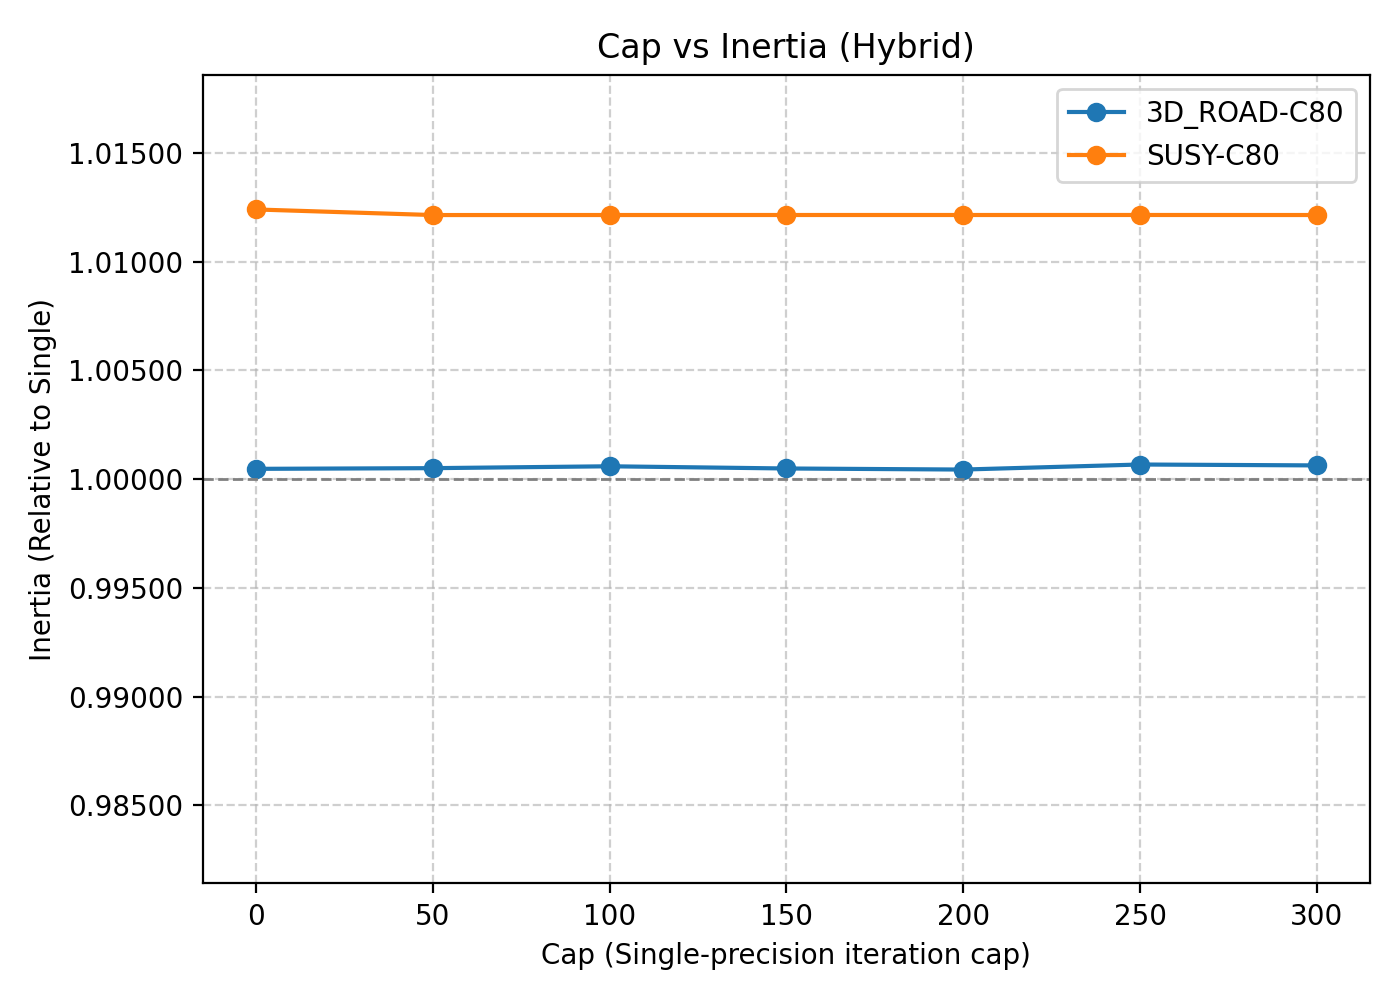 Cap vs Inertia (Hybrid)
3D_ROAD-C80
SUSY-C80
Inertia (Relative to Single)
1.01500
1.01000
1.00500
1.00000
0.99500
0.99000
0.98500
0 50 100 150 200 250 300
Cap (Single-precision iteration cap)